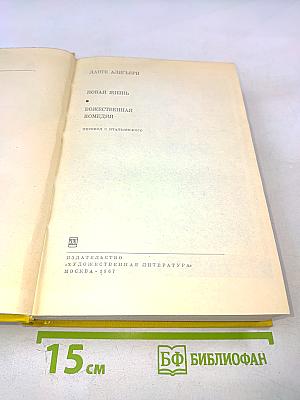 ДАНТЕ АЛИГЬЕРИ
НОВАЯ ЖИЗНЬ
БОЖЕСТВЕННАЯ
КОМЕДИЯ
ПЕРЕВОД С ИТАЛЬЯНСКОГО
ИЗДАТЕЛЬСТВО
«ХУДОЖЕСТВЕННАЯ ЛИТЕРАТУРА»
МОСКВА · 1967
15 см
БФ БИБЛИОФАН